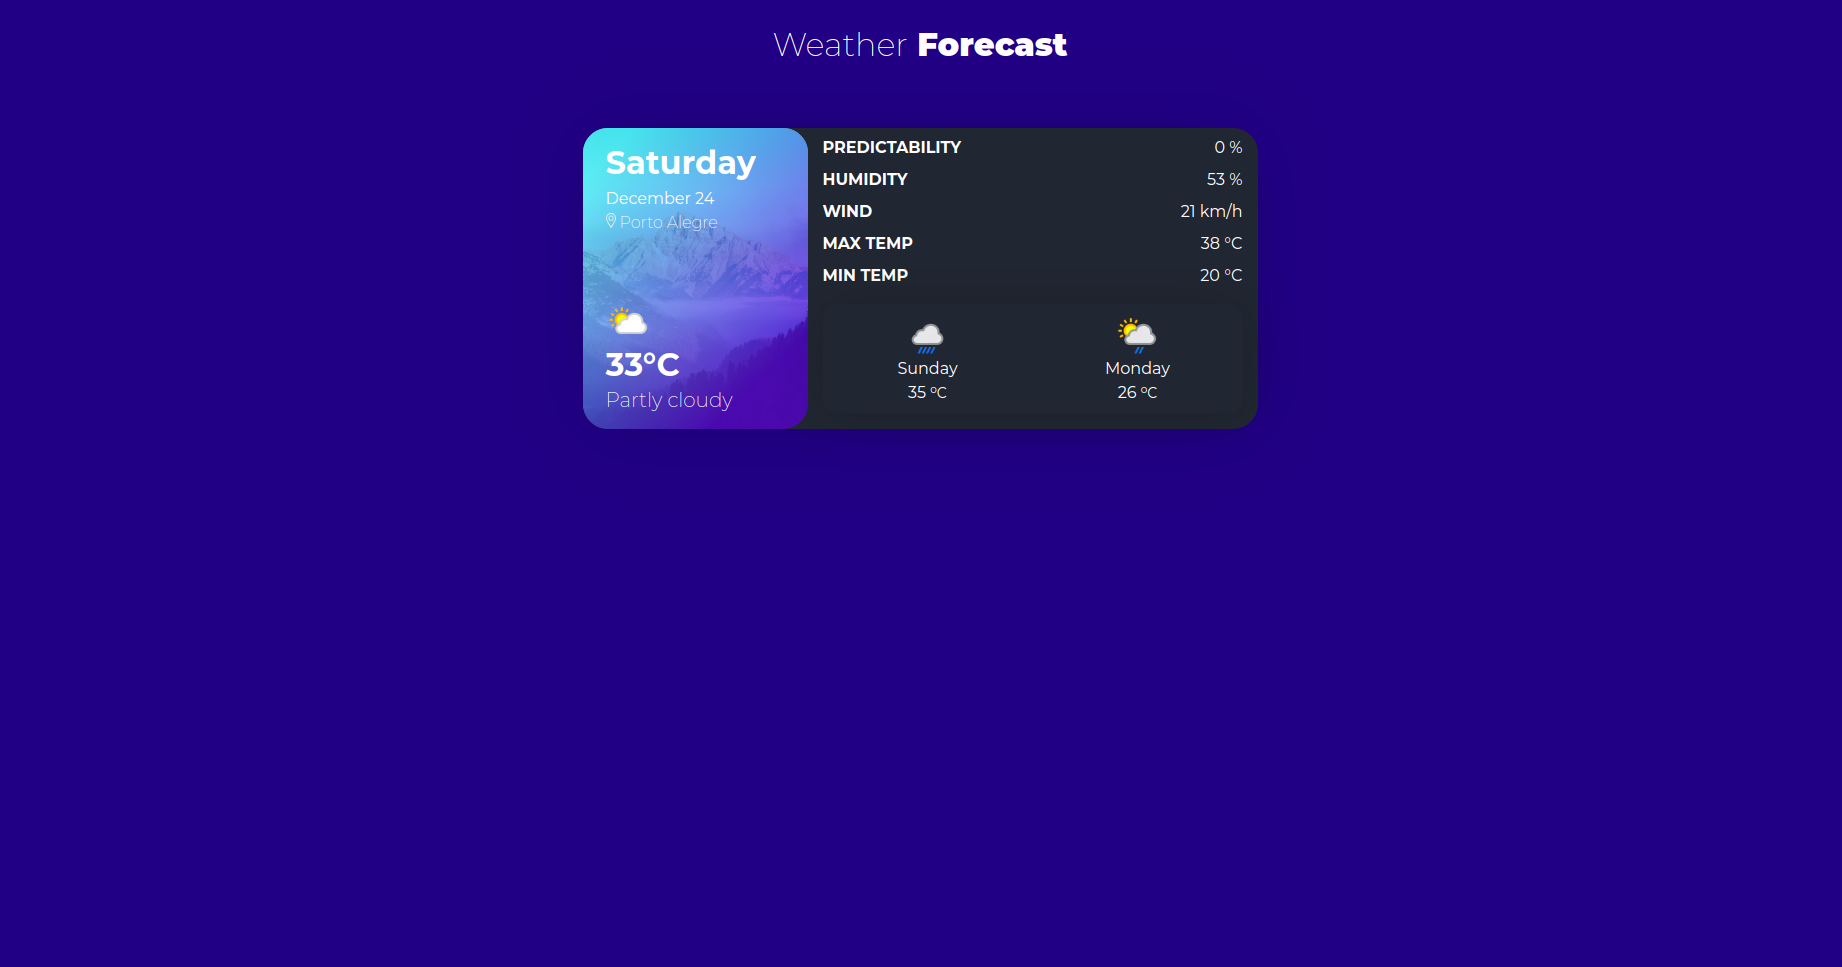 Weather Forecast
Saturday
December 24
Porto Alegre
33°C
Partly cloudy
PREDICTABILITY 0 %
HUMIDITY 53 %
WIND 21 km/h
MAX TEMP 38 °C
MIN TEMP 20 °C
Sunday
35 °C
Monday
26 °C